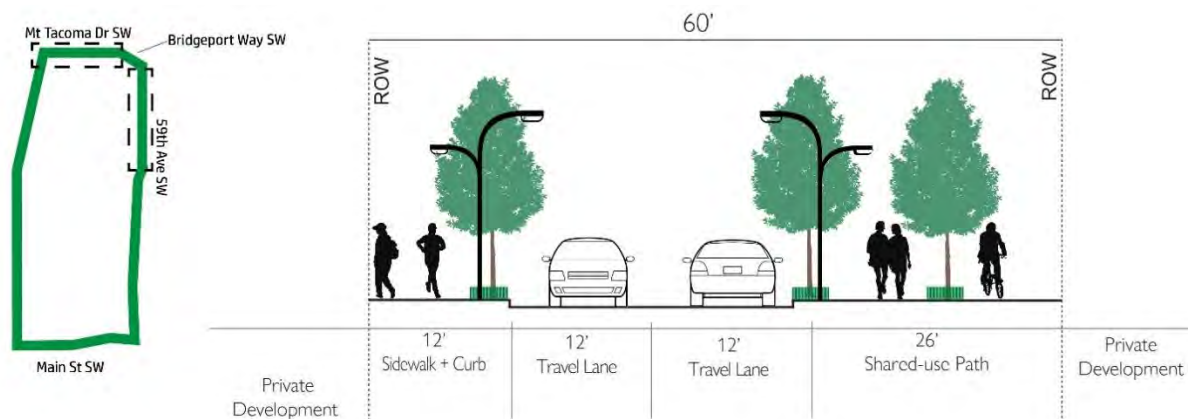 Mt Tacoma Dr SW
Bridgeport Way SW
59th Ave SW
Main St SW
60'
ROW
ROW
12'
Sidewalk + Curb
12'
Travel Lane
12'
Travel Lane
26'
Shared-use Path
Private
Development
Private
Development